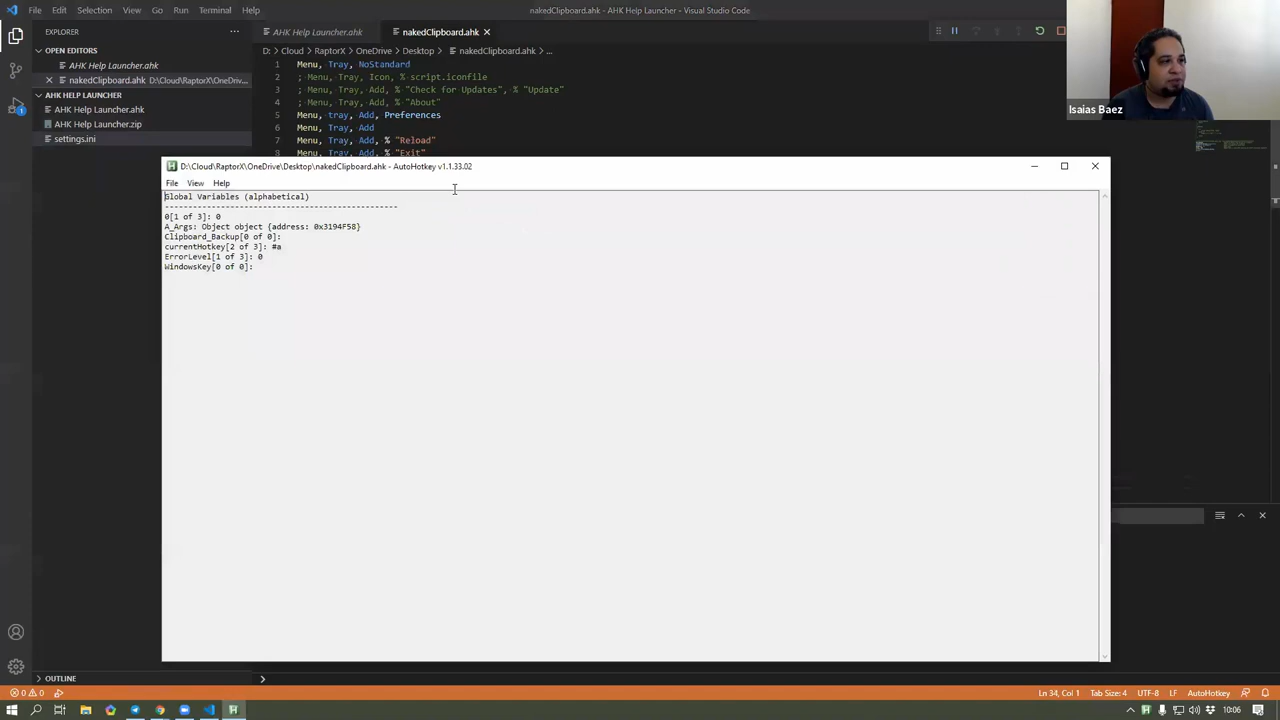 File Edit Selection View Go Run Terminal Help
nakedClipboard.ahk - AHK Help Launcher - Visual Studio Code
EXPLORER
OPEN EDITORS
AHK Help Launcher.ahk
nakedClipboard.ahk D:\Cloud\RaptorX\OneDriv...
AHK HELP LAUNCHER
AHK Help Launcher.ahk
AHK Help Launcher.zip
settings.ini
AHK Help Launcher.ahk nakedClipboard.ahk
D: > Cloud > RaptorX > OneDrive > Desktop > nakedClipboard.ahk > ...
1 Menu, Tray, NoStandard
2 ; Menu, Tray, Icon, % script.iconfile
3 ; Menu, Tray, Add, % "Check for Updates", % "Update"
4 ; Menu, Tray, Add, % "About"
5 Menu, tray, Add, Preferences
6 Menu, Tray, Add
7 Menu, Tray, Add, % "Reload"
8 Menu, Tray, Add, % "Exit"
Isaias Baez
D:\Cloud\RaptorX\OneDrive\Desktop\nakedClipboard.ahk - AutoHotkey v1.1.33.02
File View Help
Global Variables (alphabetical)
--------------------------------------------------
0[1 of 3]: 0
A_Args: Object object {address: 0x3194F58}
Clipboard_Backup[0 of 0]:
currentHotkey[2 of 3]: #a
ErrorLevel[1 of 3]: 0
WindowsKey[0 of 0]:
OUTLINE
0 0
Ln 34, Col 1 Tab Size: 4 UTF-8 LF AutoHotkey
10:06